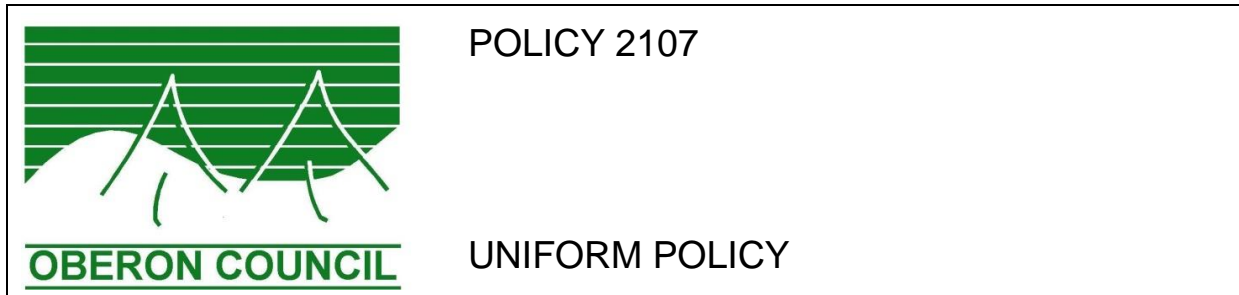 POLICY 2107
UNIFORM POLICY
OBERON COUNCIL